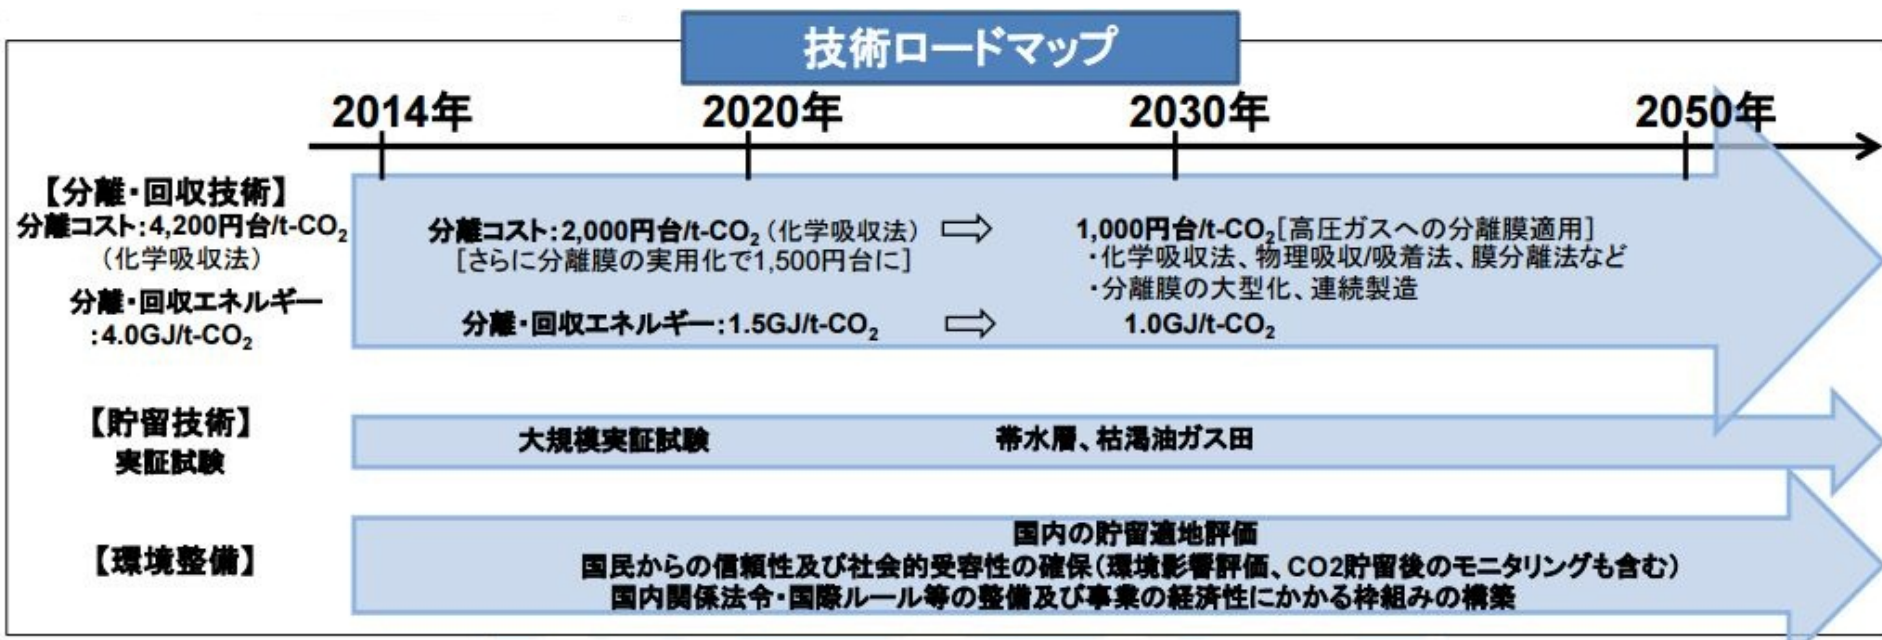 技術ロードマップ
2014年 2020年 2030年 2050年
【分離・回収技術】
分離コスト:4,200円台/t-CO2
(化学吸収法)
分離・回収エネルギー
:4.0GJ/t-CO2
分離コスト:2,000円台/t-CO2(化学吸収法)
[さらに分離膜の実用化で1,500円台に]
分離・回収エネルギー:1.5GJ/t-CO2
1,000円台/t-CO2[高圧ガスへの分離膜適用]
・化学吸収法、物理吸収/吸着法、膜分離法など
・分離膜の大型化、連続製造
1.0GJ/t-CO2
【貯留技術】
実証試験
大規模実証試験
帯水層、枯渇油ガス田
【環境整備】
国内の貯留適地評価
国民からの信頼性及び社会的受容性の確保(環境影響評価、CO2貯留後のモニタリングも含む)
国内関係法令・国際ルール等の整備及び事業の経済性にかかる枠組みの構築